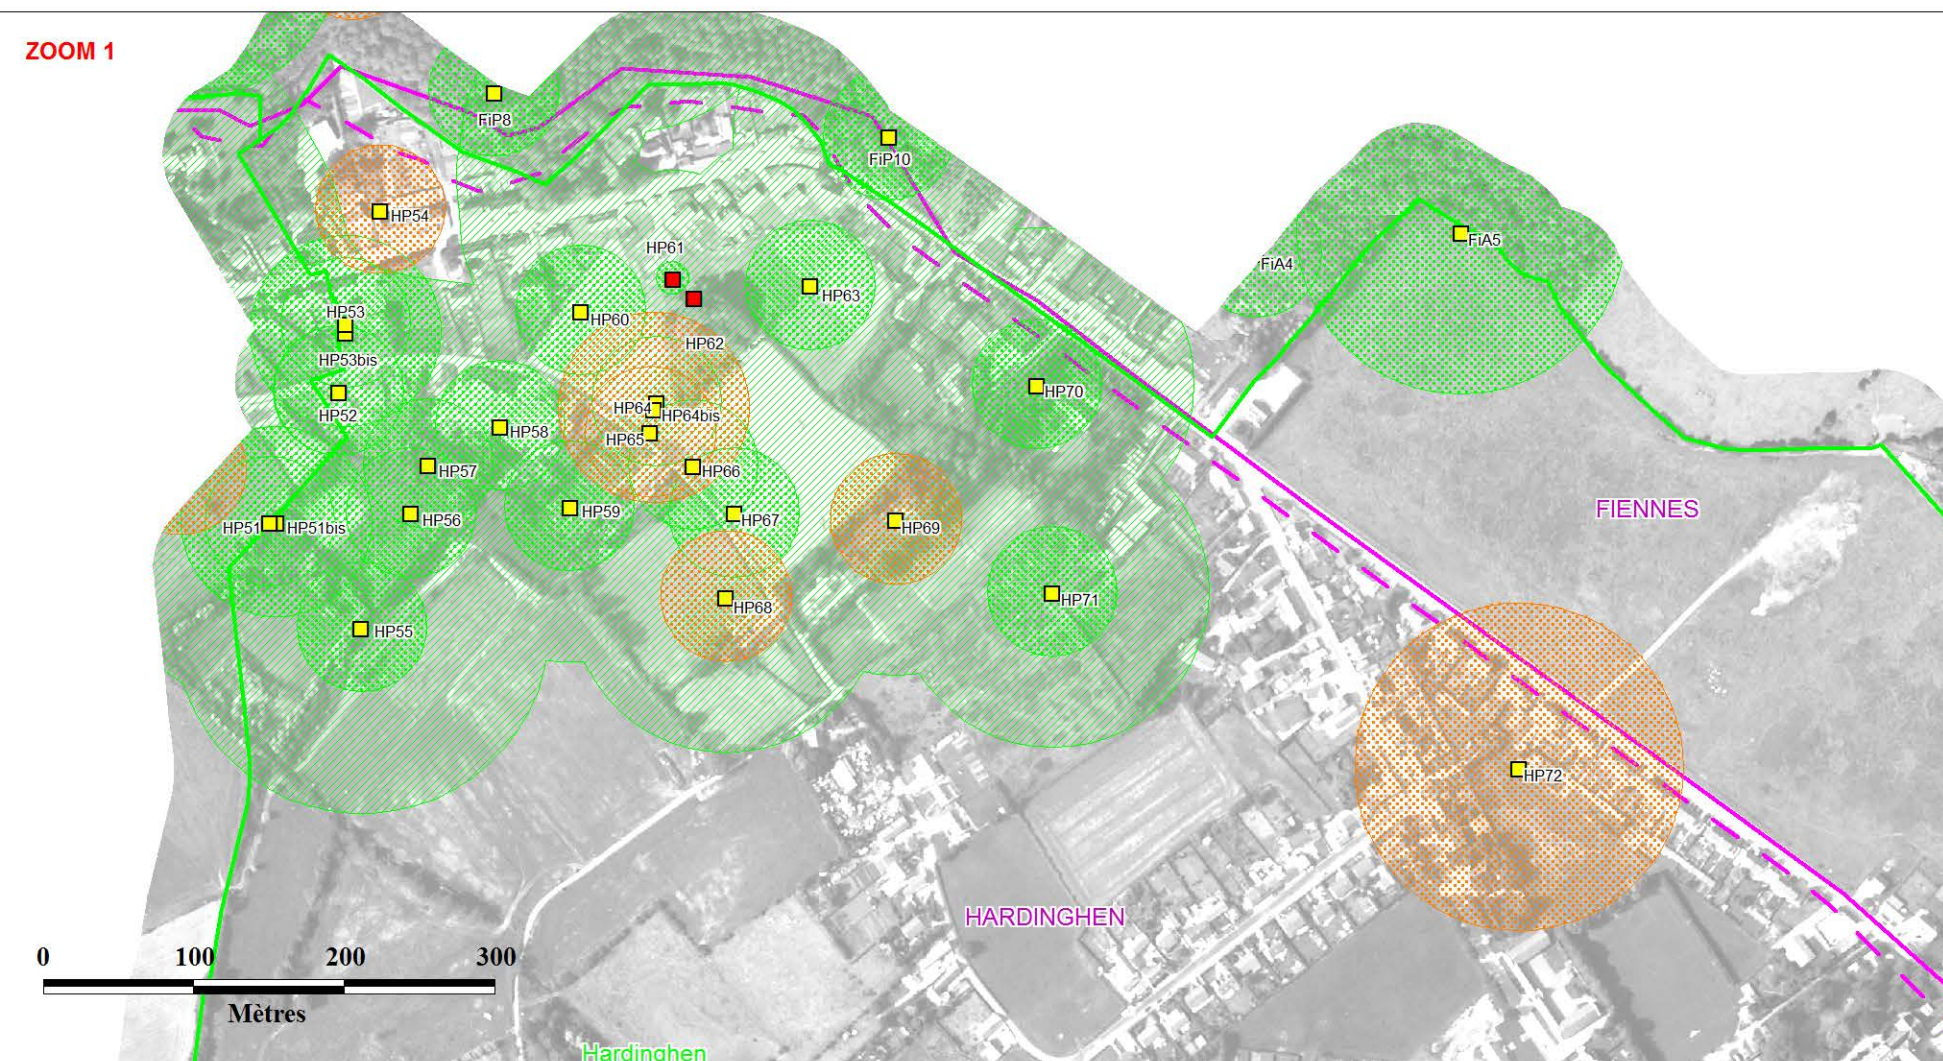 ZOOM 1
FiP8
FiP10
HP54
FiA5
HP61
FiA4
HP63
HP53
HP60
HP62
HP53bis
HP70
HP52
HP64
HP64bis
HP58
HP65
HP57
HP66
HP59
FIENNES
HP51
HP51bis
HP56
HP67
HP69
HP71
HP68
HP55
HP72
HARDINGHEN
0 100 200 300
Mètres
Hardinghen